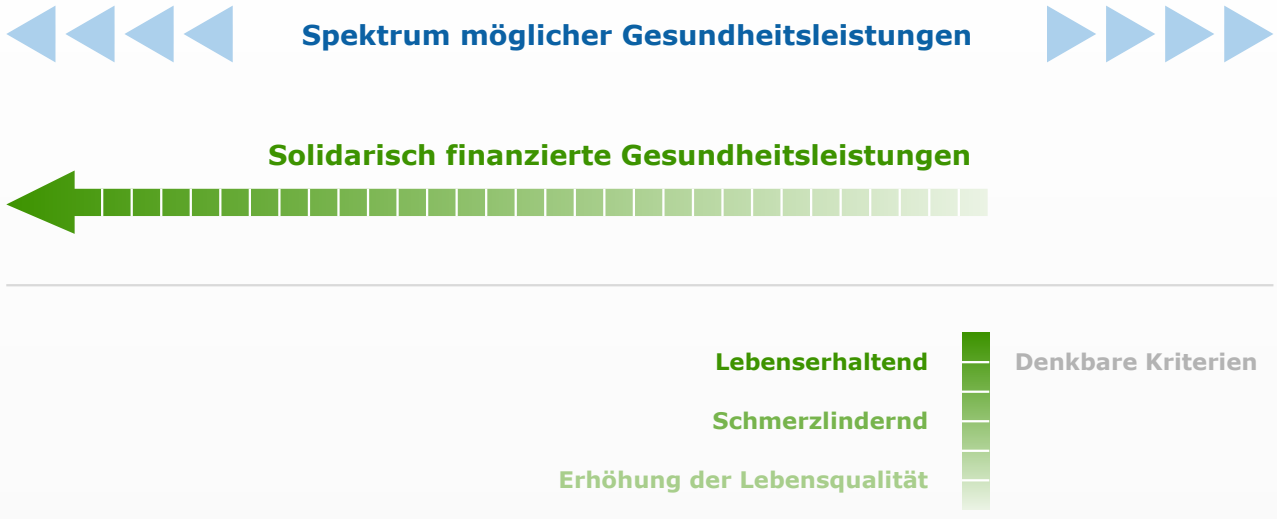 Spektrum möglicher Gesundheitsleistungen
Solidarisch finanzierte Gesundheitsleistungen
Lebenserhaltend
Denkbare Kriterien
Schmerzlindernd
Erhöhung der Lebensqualität